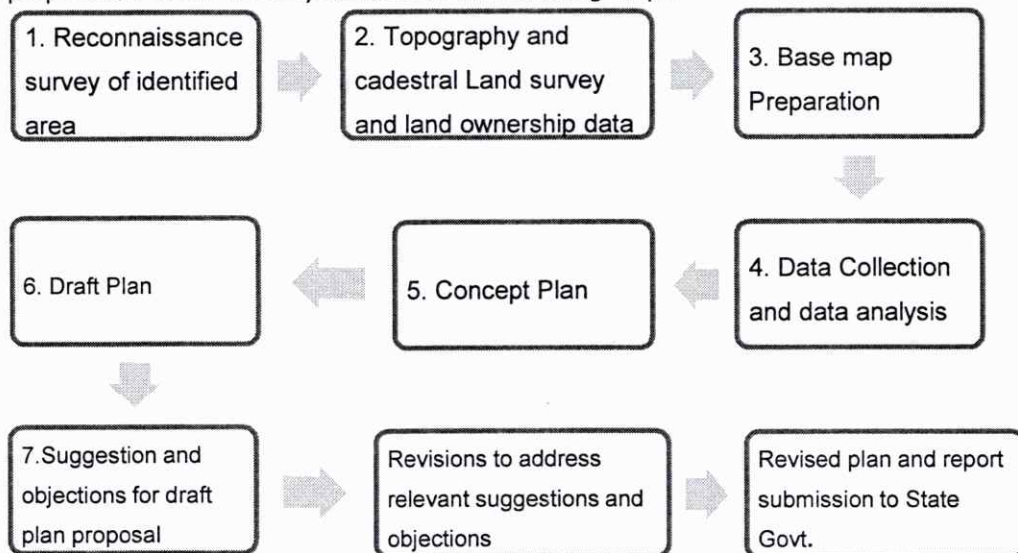 1. Reconnaissance
survey of identified
area
2. Topography and
cadestral Land survey
and land ownership data
3. Base map
Preparation
4. Data Collection
and data analysis
5. Concept Plan
6. Draft Plan
7.Suggestion and
objections for draft
plan proposal
Revisions to address
relevant suggestions and
objections
Revised plan and report
submission to State
Govt.